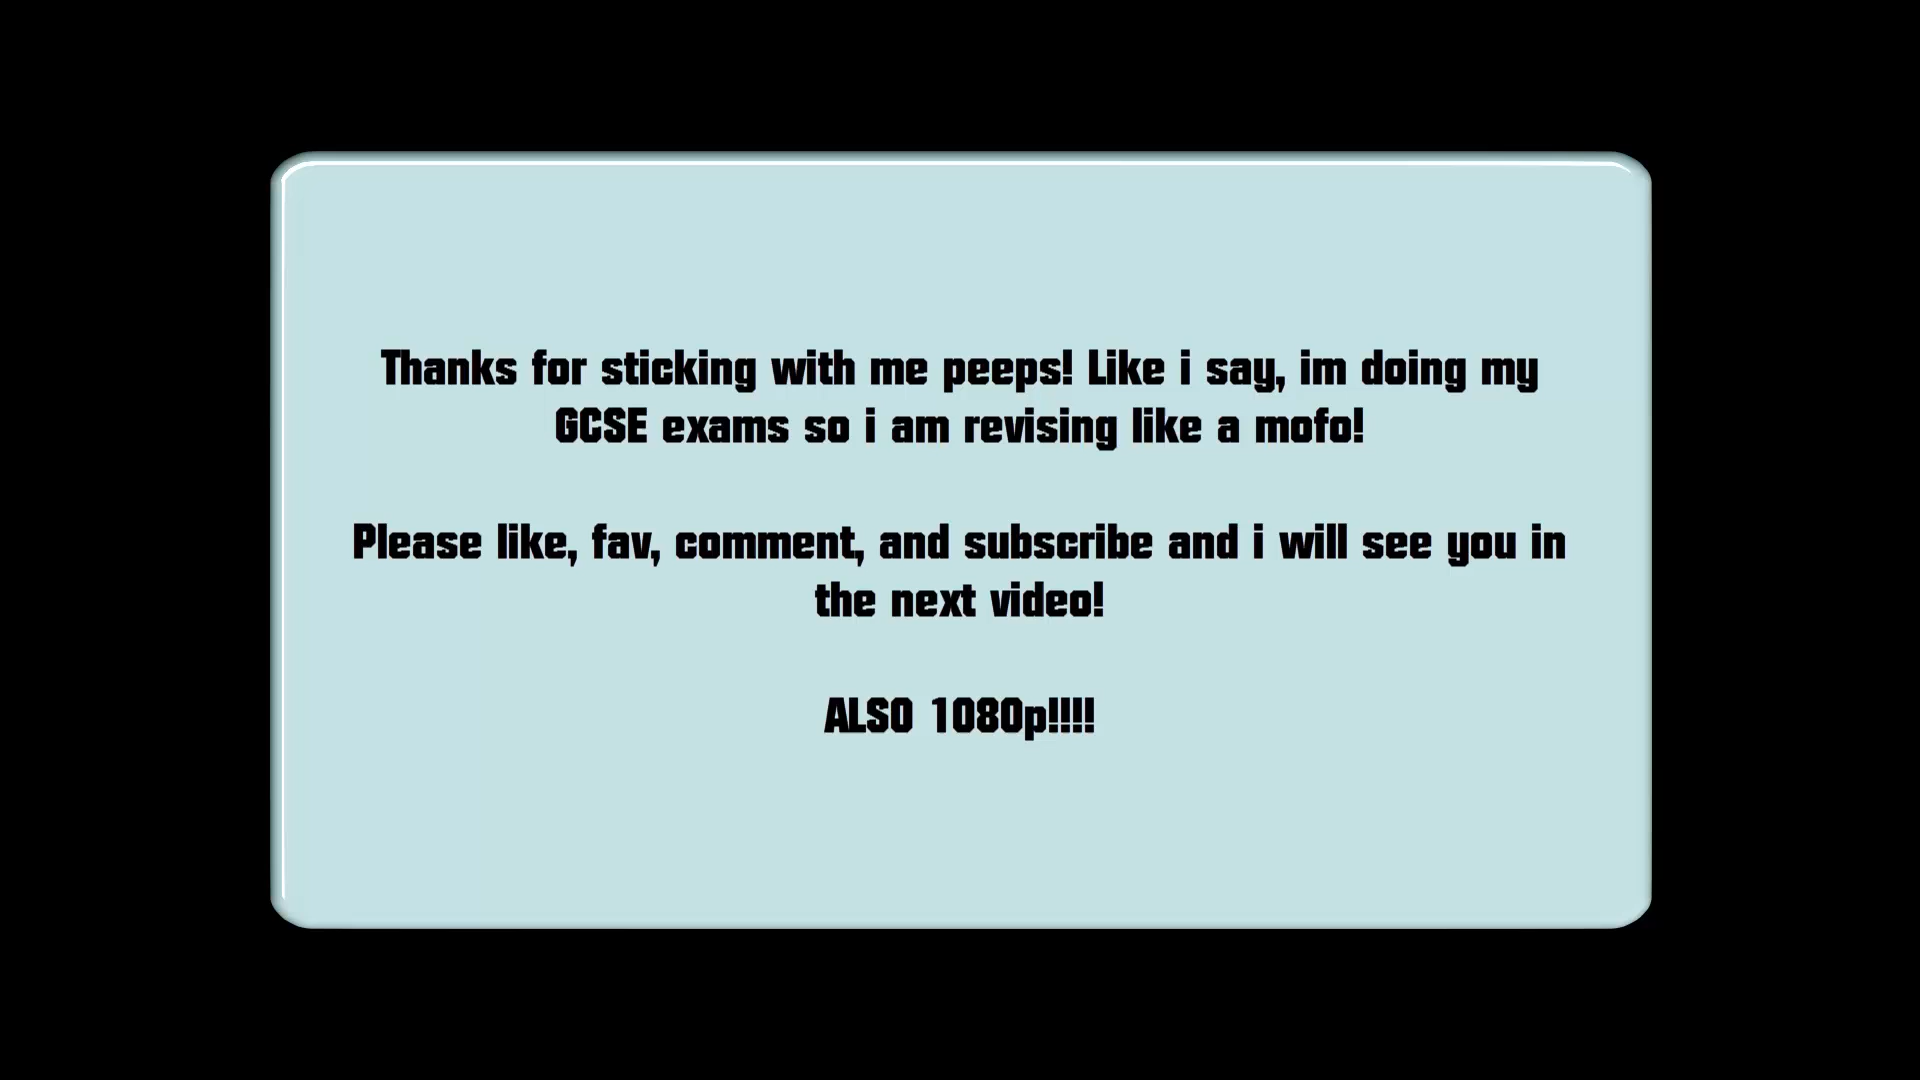 Thanks for sticking with me peeps! Like i say, im doing my
GCSE exams so i am revising like a mofo!
Please like, fav, comment, and subscribe and i will see you in
the next video!
ALSO 1080p!!!!